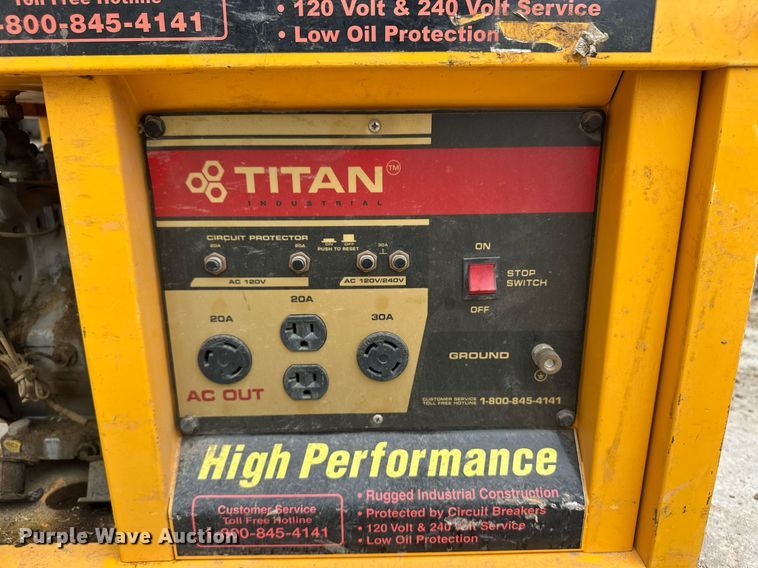 Toll Free Hotline
-800-845-4141
• 120 Volt & 240 Volt Service
• Low Oil Protection
TITAN™
INDUSTRIAL
CIRCUIT PROTECTOR
20A
20A
ON
OFF
PUSH TO RESET
30A
AC 120V
AC 120V/240V
ON
STOP
SWITCH
OFF
20A
20A
30A
GROUND
AC OUT
CUSTOMER SERVICE
TOLL FREE HOTLINE 1-800-845-4141
High Performance
Customer Service
Toll Free Hotline
800-845-4141
• Rugged Industrial Construction
• Protected by Circuit Breakers
• 120 Volt & 240 Volt Service
• Low Oil Protection
Purple Wave Auction